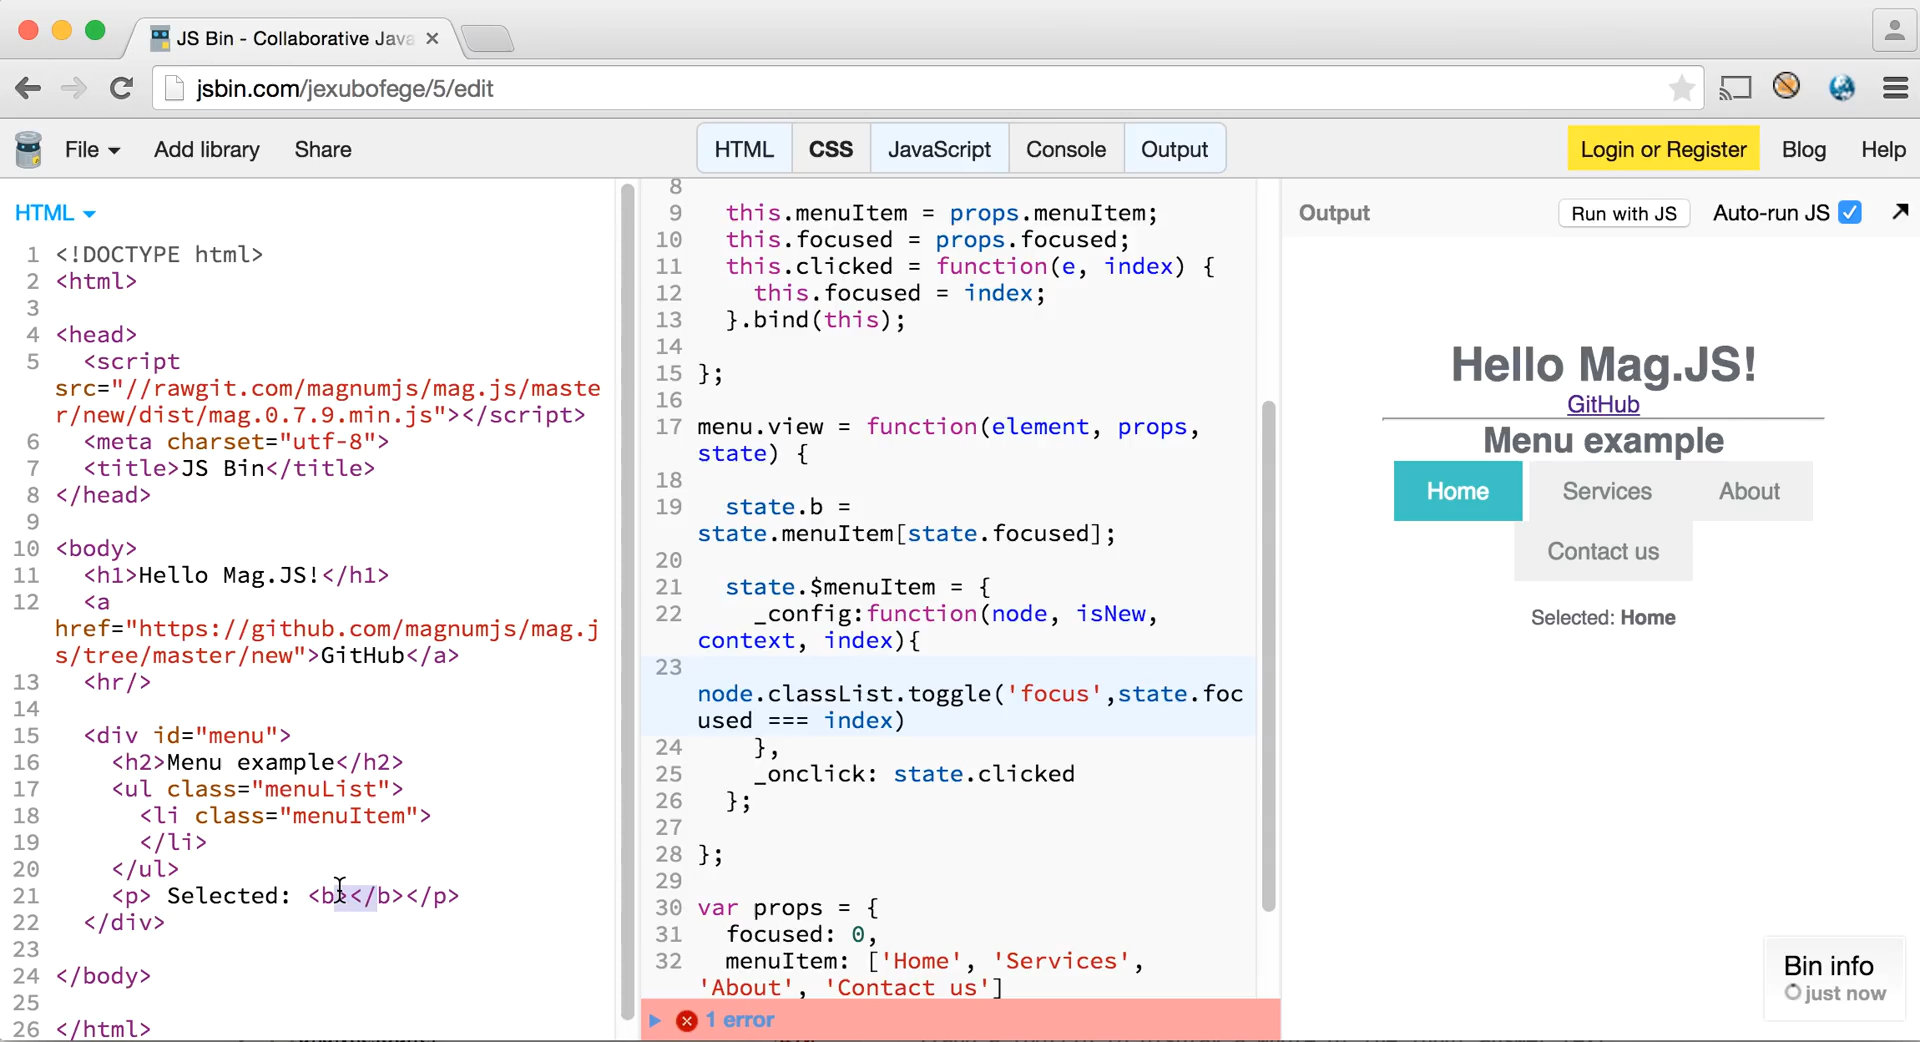 JS Bin - Collaborative Java
jsbin.com/jexubofege/5/edit
File
Add library
Share
HTML
CSS
JavaScript
Console
Output
Login or Register
Blog
Help
HTML
1 <!DOCTYPE html>
2 <html>
3
4 <head>
5 <script
src="//rawgit.com/magnumjs/mag.js/maste
r/new/dist/mag.0.7.9.min.js"></script>
6 <meta charset="utf-8">
7 <title>JS Bin</title>
8 </head>
9
10 <body>
11 <h1>Hello Mag.JS!</h1>
12 <a
href="https://github.com/magnumjs/mag.j
s/tree/master/new">GitHub</a>
13 <hr/>
14
15 <div id="menu">
16 <h2>Menu example</h2>
17 <ul class="menuList">
18 <li class="menuItem">
19 </li>
20 </ul>
21 <p> Selected: <b></b></p>
22 </div>
23
24 </body>
25
26 </html>
8
9 this.menuItem = props.menuItem;
10 this.focused = props.focused;
11 this.clicked = function(e, index) {
12 this.focused = index;
13 }.bind(this);
14
15 };
16
17 menu.view = function(element, props,
state) {
18
19 state.b =
state.menuItem[state.focused];
20
21 state.$menuItem = {
22 _config:function(node, isNew,
context, index){
23
node.classList.toggle('focus',state.foc
used === index)
24 },
25 _onclick: state.clicked
26 };
27
28 };
29
30 var props = {
31 focused: 0,
32 menuItem: ['Home', 'Services',
'About', 'Contact us']
1 error
Output
Run with JS
Auto-run JS
Hello Mag.JS!
GitHub
Menu example
Home
Services
About
Contact us
Selected: Home
Bin info
just now